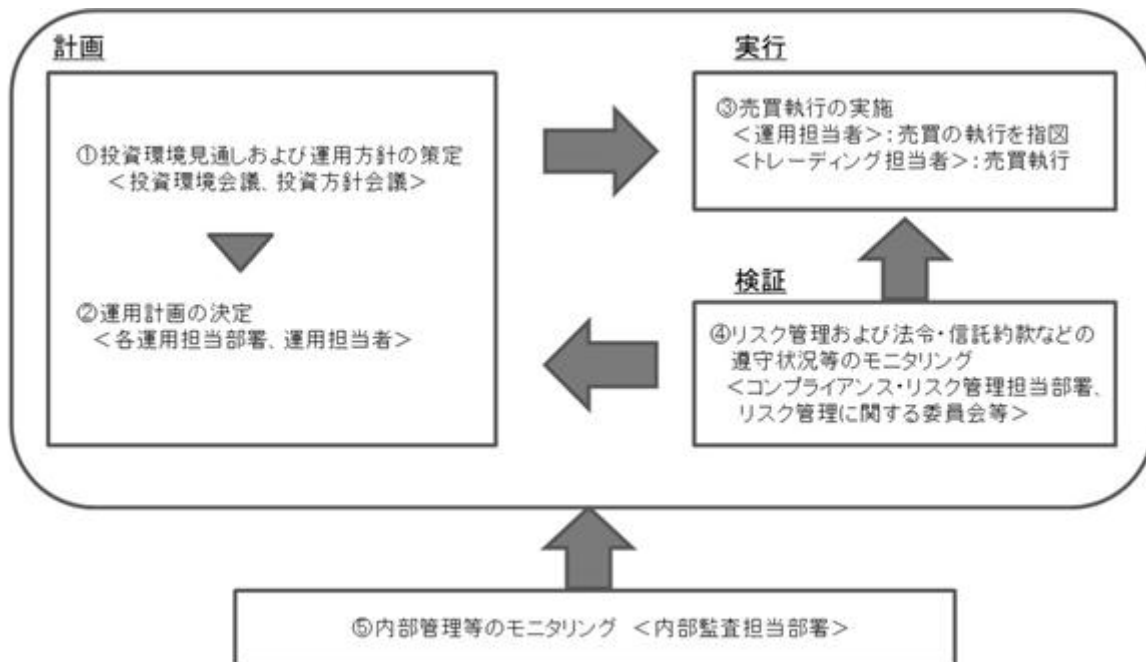 計画
①投資環境見通しおよび運用方針の策定
＜投資環境会議、投資方針会議＞
②運用計画の決定
＜各運用担当部署、運用担当者＞
実行
③売買執行の実施
＜運用担当者＞：売買の執行を指図
＜トレーディング担当者＞：売買執行
検証
④リスク管理および法令・信託約款などの
遵守状況等のモニタリング
＜コンプライアンス・リスク管理担当部署、
リスク管理に関する委員会等＞
⑤内部管理等のモニタリング ＜内部監査担当部署＞